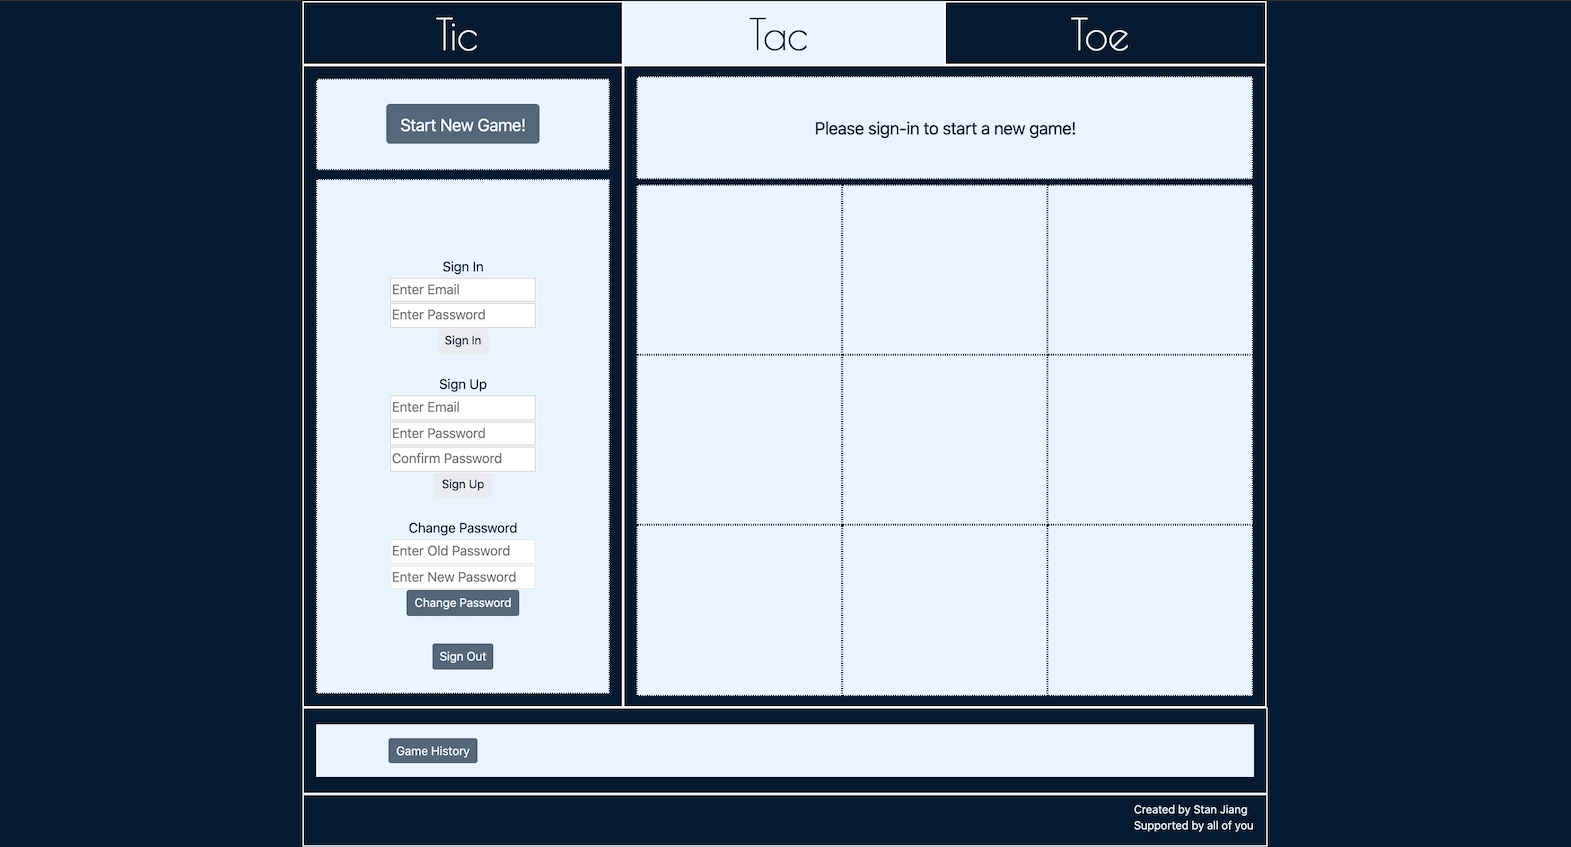 Tic
Tac
Toe
Start New Game!
Please sign-in to start a new game!
Sign In
Enter Email
Enter Password
Sign In
Sign Up
Enter Email
Enter Password
Confirm Password
Sign Up
Change Password
Enter Old Password
Enter New Password
Change Password
Sign Out
Game History
Created by Stan Jiang
Supported by all of you